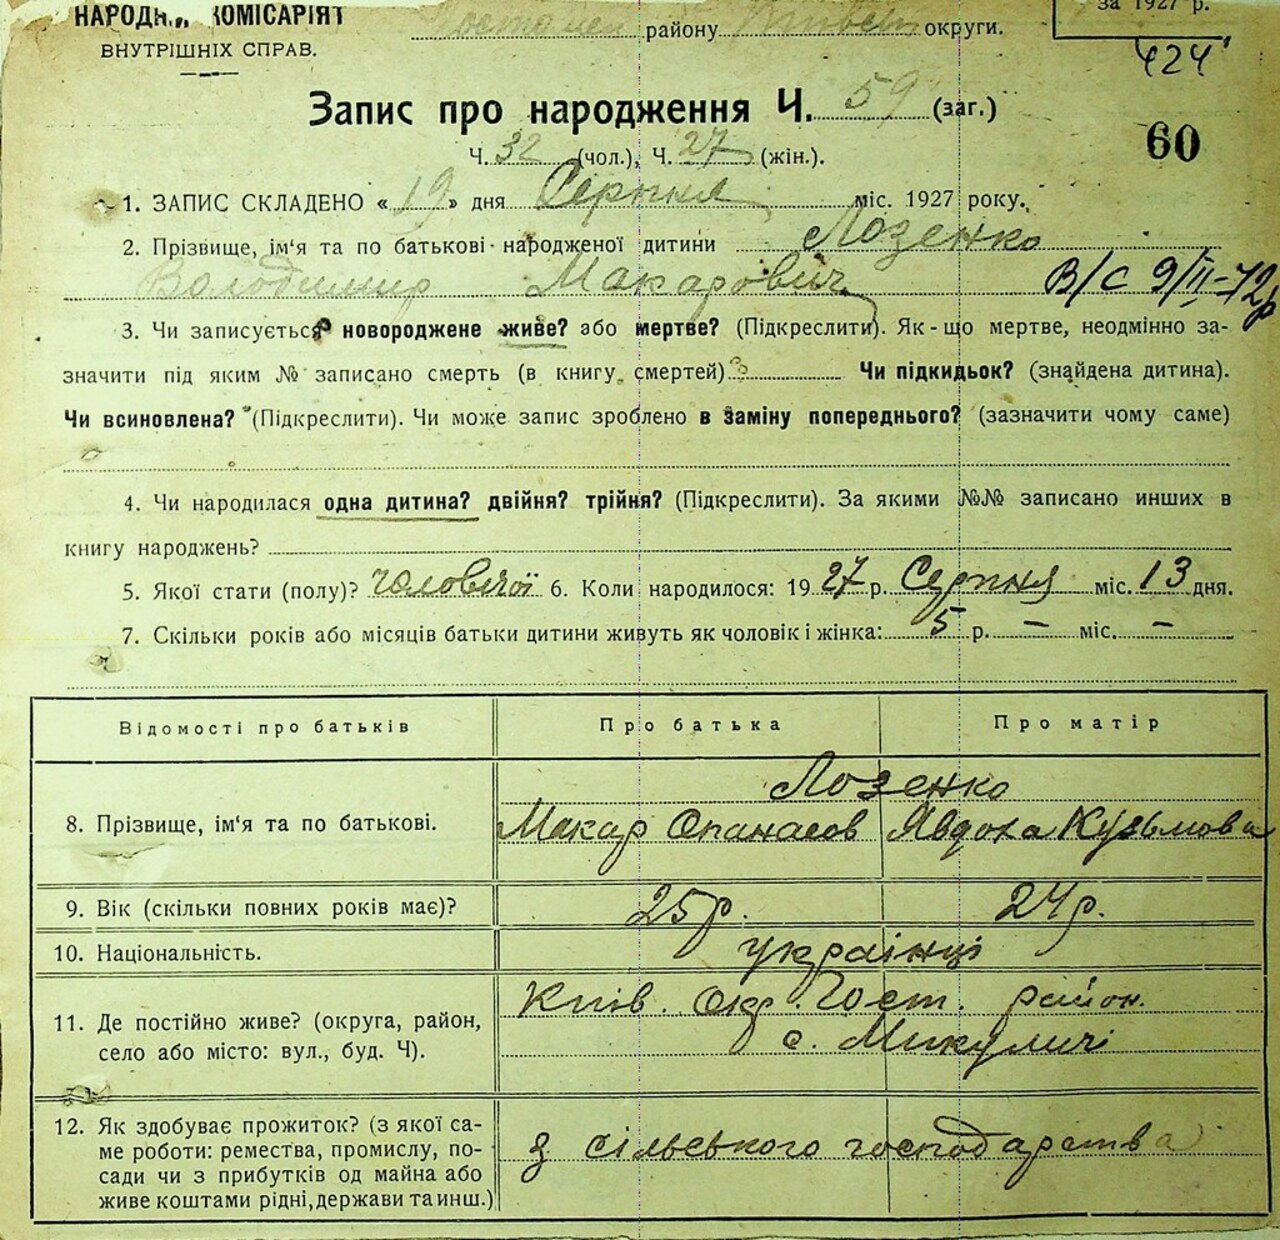 НАРОДН. КОМІСАРІЯТ
ВНУТРІШНІХ СПРАВ.
району округи.
за 1927 р.
424
Запис про народження Ч. 59 (заг.)
60
Ч. 32 (чол.), Ч. 27 (жін.).
1. ЗАПИС СКЛАДЕНО « 19 » дня Серпня міс. 1927 року.
2. Прізвище, ім‘я та по батькові народженої дитини Лозенко
Володимир Макарович В/С 9/II-72р
3. Чи записується новороджене живе? або мертве? (Підкреслити). Як-що мертве, неодмінно за-
значити під яким № записано смерть (в книгу смертей) Чи підкидьок? (знайдена дитина).
Чи всиновлена? (Підкреслити). Чи може запис зроблено в заміну попереднього? (зазначити чому саме)
4. Чи народилася одна дитина? двійня? трійня? (Підкреслити). За якими №№ записано инших в
книгу народжень?
5. Якої стати (полу)? чоловічої 6. Коли народилося: 1927 р. Серпня міс. 13 дня.
7. Скільки років або місяців батьки дитини живуть як чоловік і жінка: 5 р. — міс. —
Відомості про батьків Про батька Про матір
Лозенко
8. Прізвище, ім‘я та по батькові. Макар Опанасов Явдоха Кузьмова
9. Вік (скільки повних років має)? 25 р. 24 р.
10. Національність. українці
Київ. Окр. Гост. район.
11. Де постійно живе? (округа, район,
село або місто: вул., буд. Ч). с. Микуличі
12. Як здобуває прожиток? (з якої са-
ме роботи: ремества, промислу, по- з сільського господарства
сади чи з прибутків од майна або
живе коштами рідні, держави та инш.)